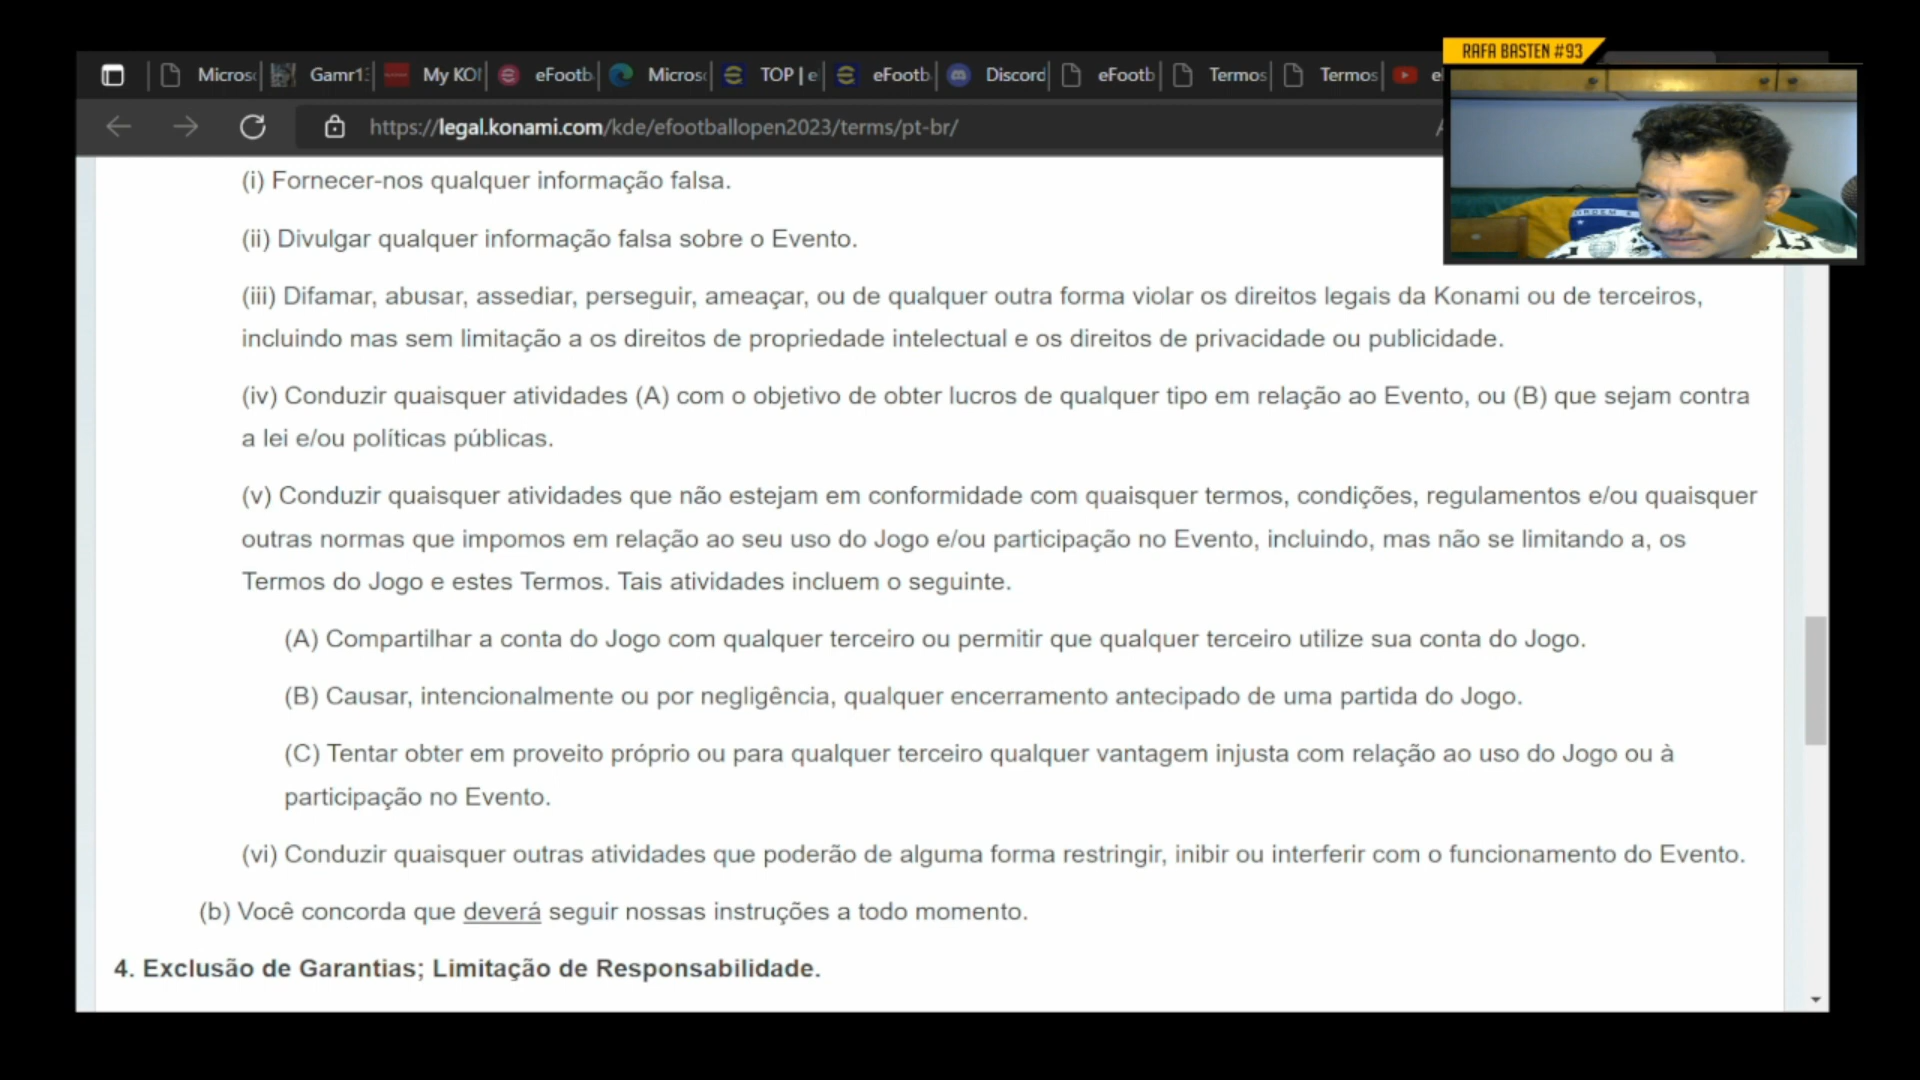 RAFA BASTEN #93
Micros Gamr1 My KO eFootb Micros TOP | e eFootb Discord eFootb Termos Termos e
https://legal.konami.com/kde/efootballopen2023/terms/pt-br/
(i) Fornecer-nos qualquer informação falsa.
(ii) Divulgar qualquer informação falsa sobre o Evento.
(iii) Difamar, abusar, assediar, perseguir, ameaçar, ou de qualquer outra forma violar os direitos legais da Konami ou de terceiros,
incluindo mas sem limitação a os direitos de propriedade intelectual e os direitos de privacidade ou publicidade.
(iv) Conduzir quaisquer atividades (A) com o objetivo de obter lucros de qualquer tipo em relação ao Evento, ou (B) que sejam contra
a lei e/ou políticas públicas.
(v) Conduzir quaisquer atividades que não estejam em conformidade com quaisquer termos, condições, regulamentos e/ou quaisquer
outras normas que impomos em relação ao seu uso do Jogo e/ou participação no Evento, incluindo, mas não se limitando a, os
Termos do Jogo e estes Termos. Tais atividades incluem o seguinte.
(A) Compartilhar a conta do Jogo com qualquer terceiro ou permitir que qualquer terceiro utilize sua conta do Jogo.
(B) Causar, intencionalmente ou por negligência, qualquer encerramento antecipado de uma partida do Jogo.
(C) Tentar obter em proveito próprio ou para qualquer terceiro qualquer vantagem injusta com relação ao uso do Jogo ou à
participação no Evento.
(vi) Conduzir quaisquer outras atividades que poderão de alguma forma restringir, inibir ou interferir com o funcionamento do Evento.
(b) Você concorda que deverá seguir nossas instruções a todo momento.
4. Exclusão de Garantias; Limitação de Responsabilidade.